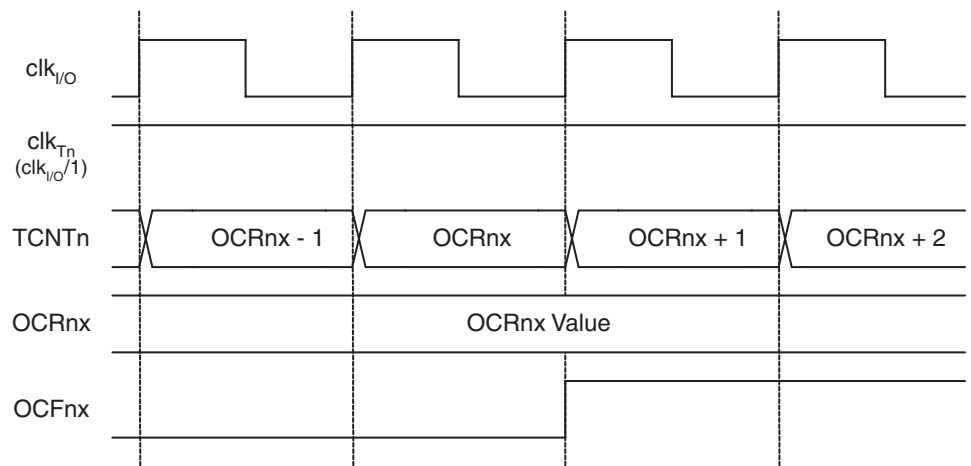 clkI/O
clkTn
(clkI/O/1)
TCNTn OCRnx - 1 OCRnx OCRnx + 1 OCRnx + 2
OCRnx OCRnx Value
OCFnx